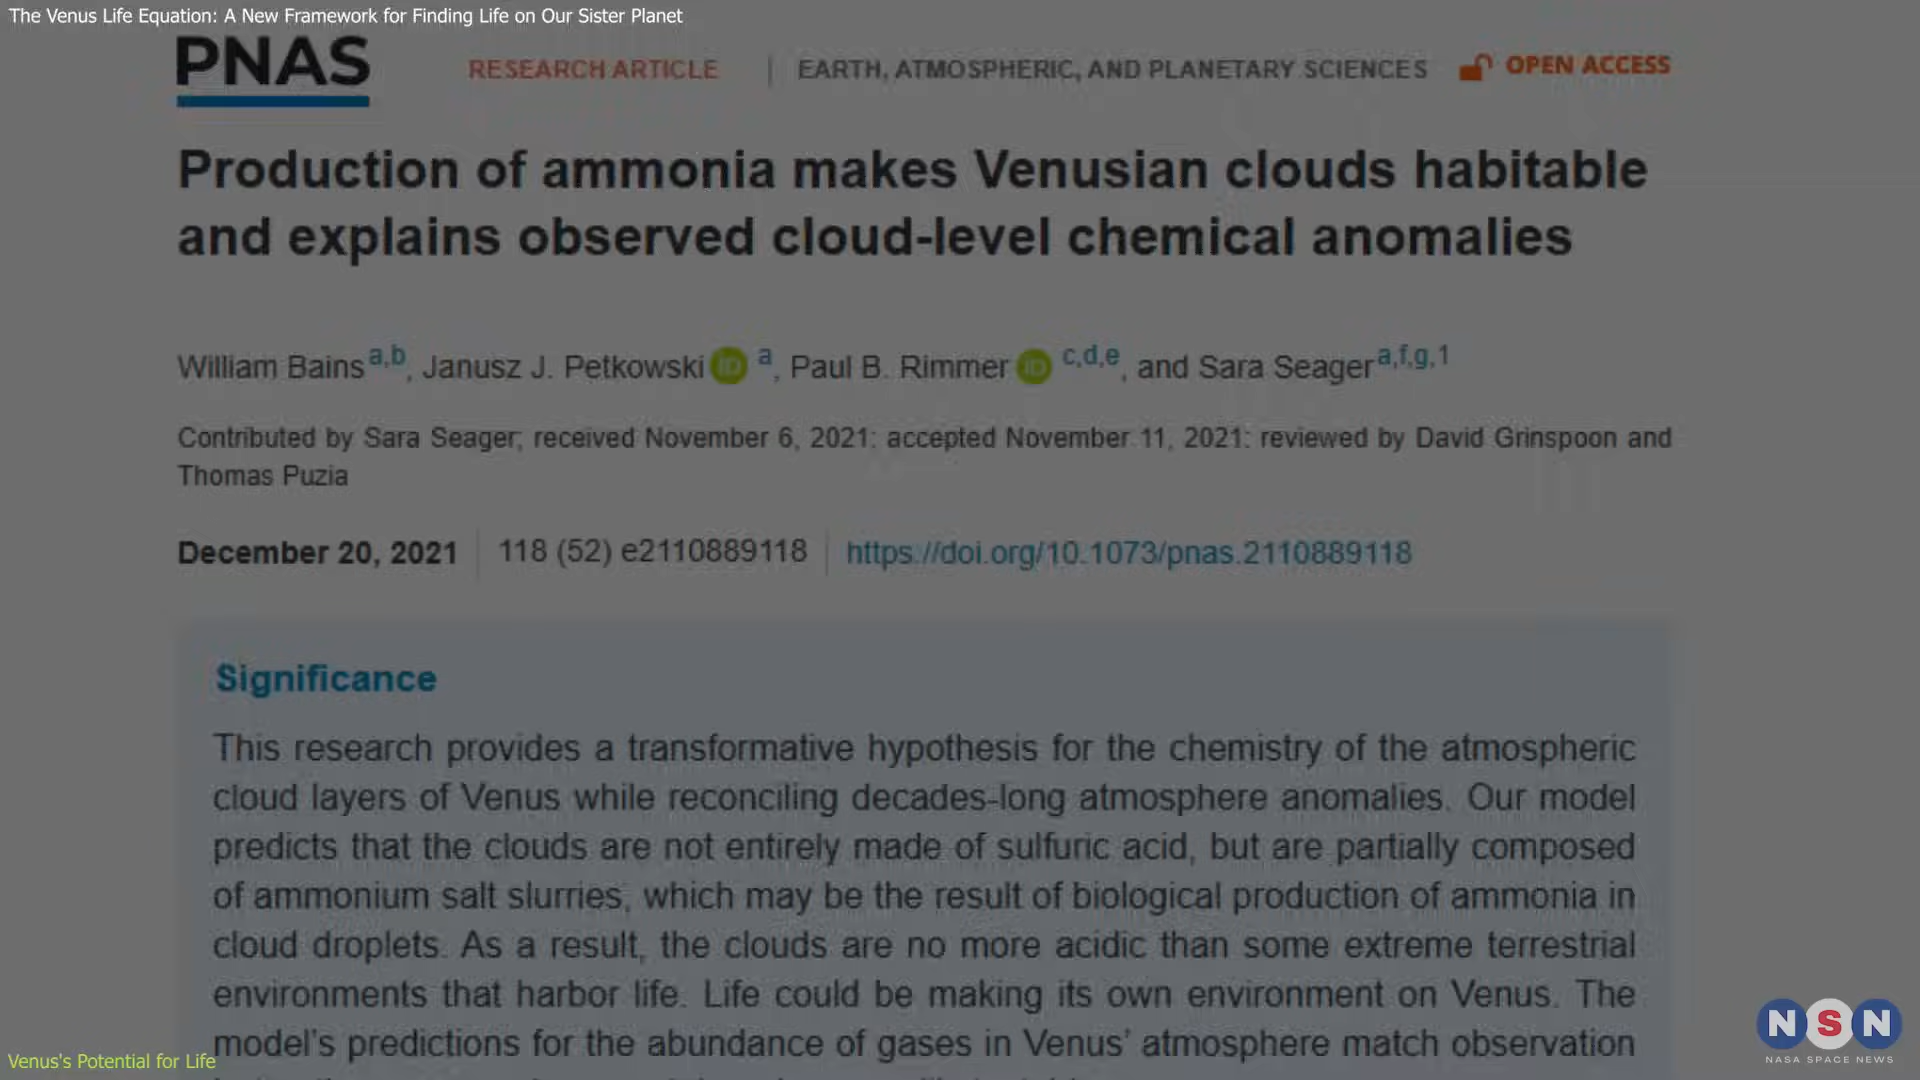 The Venus Life Equation: A New Framework for Finding Life on Our Sister Planet
PNAS
RESEARCH ARTICLE | EARTH, ATMOSPHERIC, AND PLANETARY SCIENCES OPEN ACCESS
Production of ammonia makes Venusian clouds habitable
and explains observed cloud-level chemical anomalies
William Bains a,b, Janusz J. Petkowski iD a, Paul B. Rimmer iD c,d,e, and Sara Seager a,f,g,1
Contributed by Sara Seager; received November 6, 2021; accepted November 11, 2021; reviewed by David Grinspoon and
Thomas Puzia
December 20, 2021 | 118 (52) e2110889118 | https://doi.org/10.1073/pnas.2110889118
Significance
This research provides a transformative hypothesis for the chemistry of the atmospheric
cloud layers of Venus while reconciling decades-long atmosphere anomalies. Our model
predicts that the clouds are not entirely made of sulfuric acid, but are partially composed
of ammonium salt slurries, which may be the result of biological production of ammonia in
cloud droplets. As a result, the clouds are no more acidic than some extreme terrestrial
environments that harbor life. Life could be making its own environment on Venus. The
model's predictions for the abundance of gases in Venus' atmosphere match observation
Venus's Potential for Life
NSN
NASA SPACE NEWS